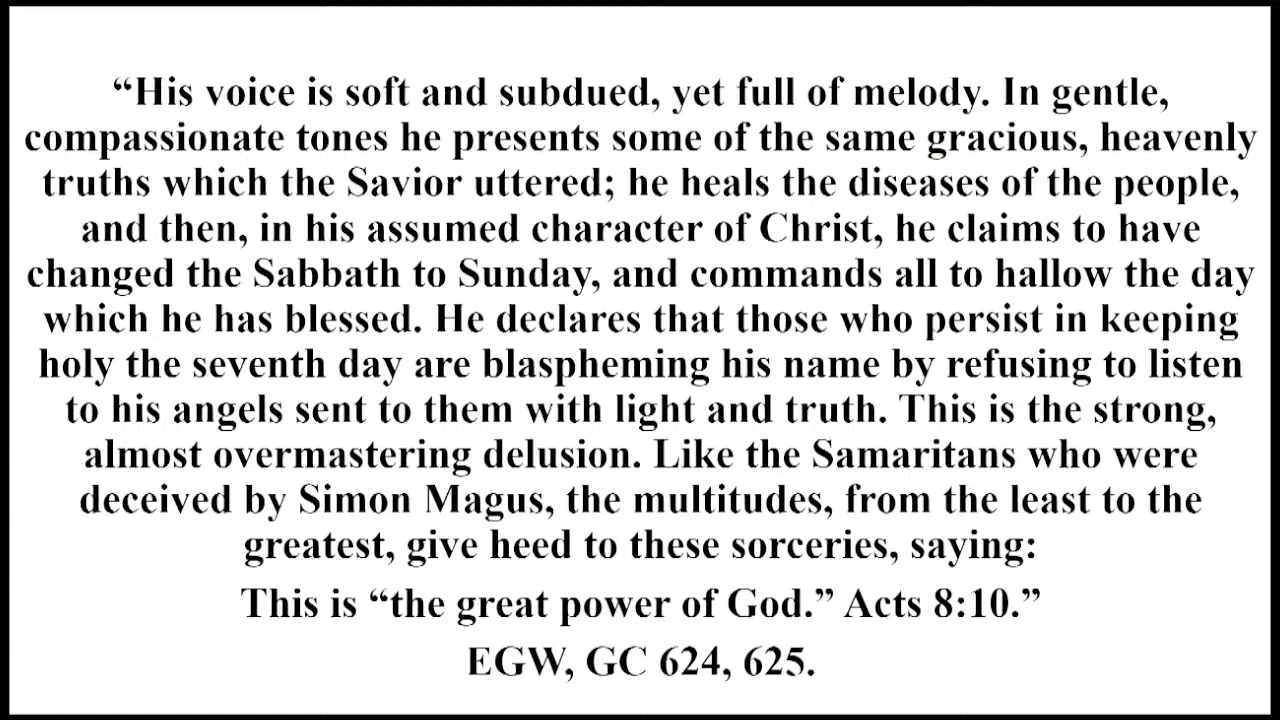 “His voice is soft and subdued, yet full of melody. In gentle,
compassionate tones he presents some of the same gracious, heavenly
truths which the Savior uttered; he heals the diseases of the people,
and then, in his assumed character of Christ, he claims to have
changed the Sabbath to Sunday, and commands all to hallow the day
which he has blessed. He declares that those who persist in keeping
holy the seventh day are blaspheming his name by refusing to listen
to his angels sent to them with light and truth. This is the strong,
almost overmastering delusion. Like the Samaritans who were
deceived by Simon Magus, the multitudes, from the least to the
greatest, give heed to these sorceries, saying:
This is “the great power of God.” Acts 8:10.”
EGW, GC 624, 625.